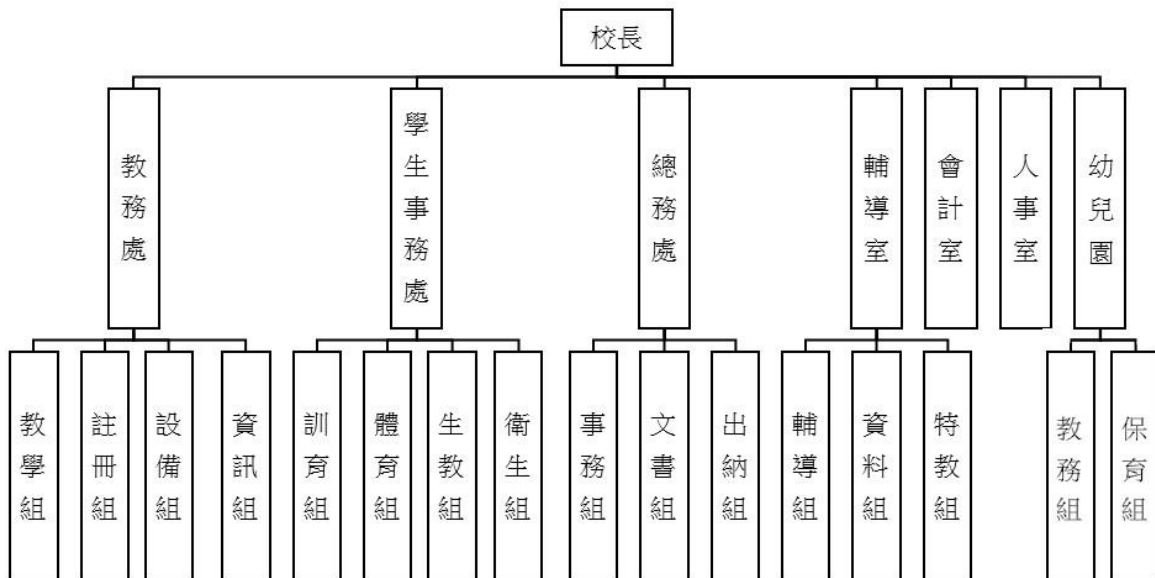 校長
教務處
學生事務處
總務處
輔導室
會計室
人事室
幼兒園
教學組
註冊組
設備組
資訊組
訓育組
體育組
生教組
衛生組
事務組
文書組
出納組
輔導組
資料組
特教組
教務組
保育組